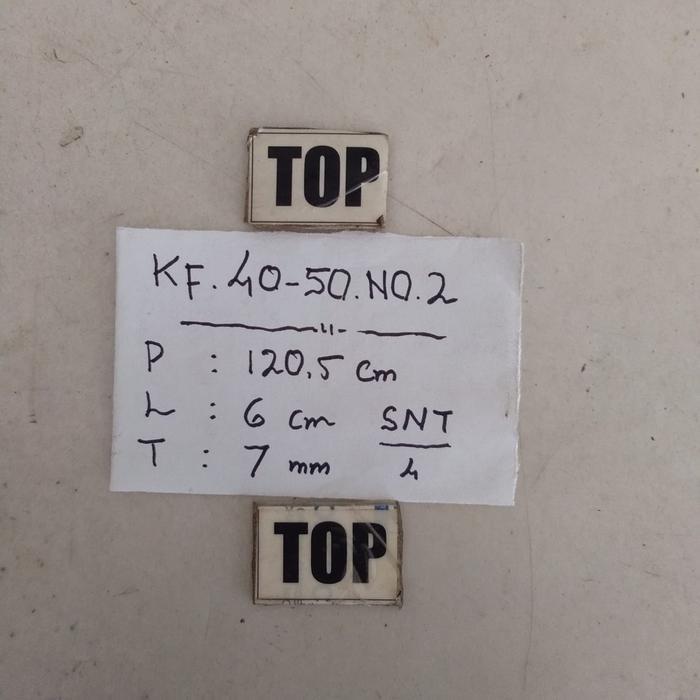 TOP
KF.40-50.NO.2
-"-
P : 120.5 cm
L : 6 cm SNT
T : 7 mm 4
TOP